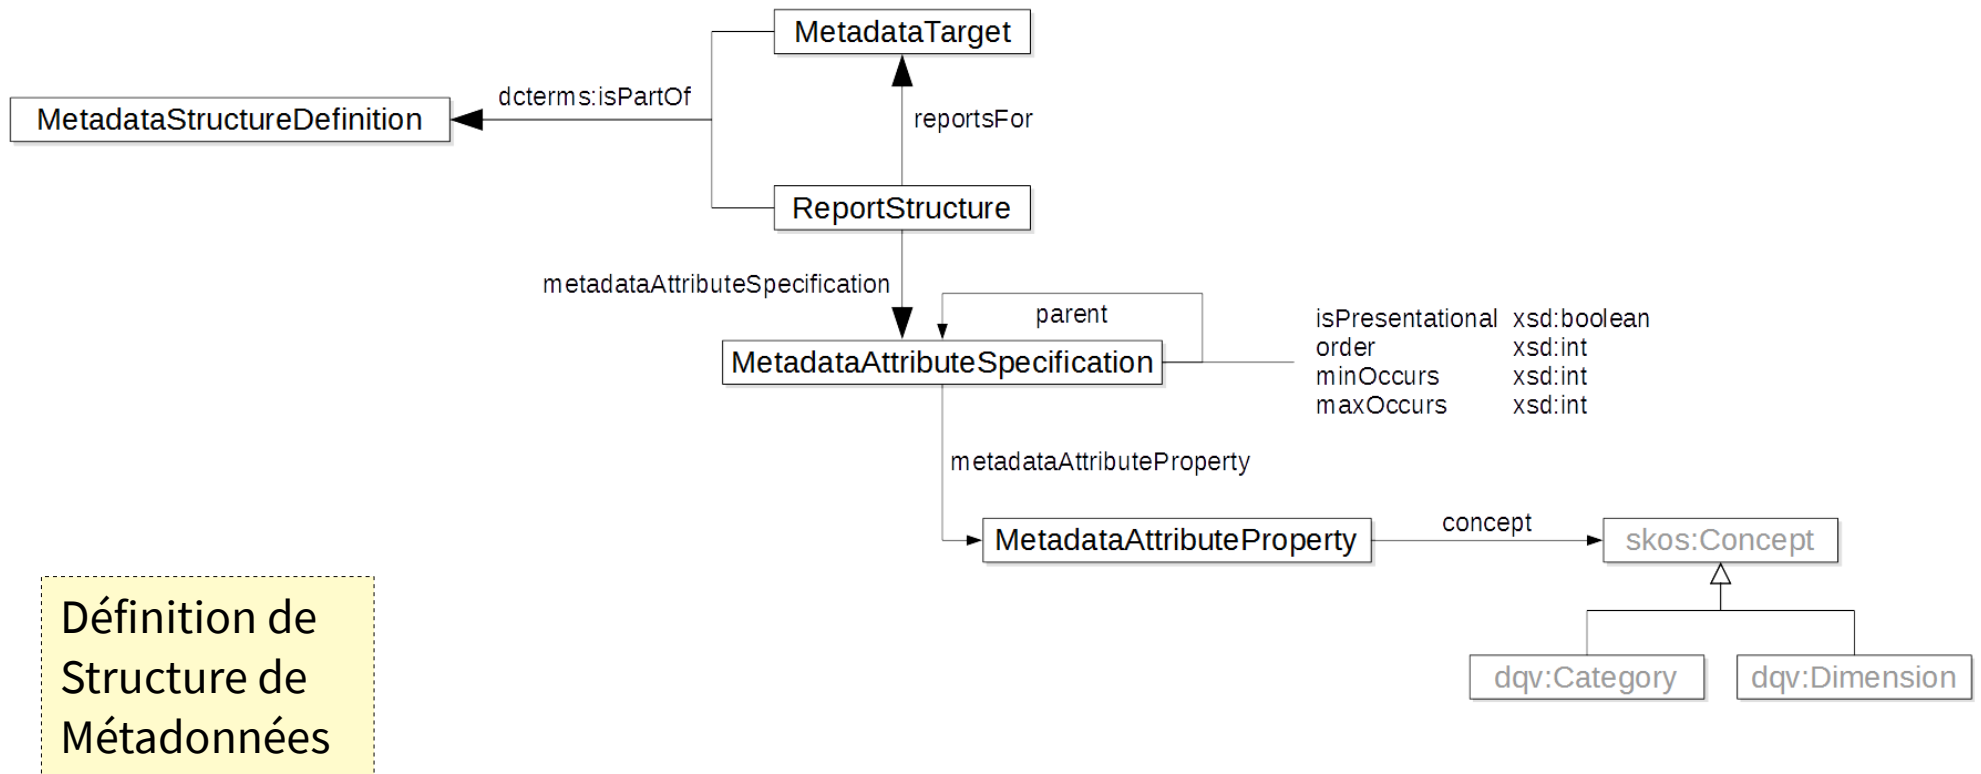 MetadataTarget
dcterms:isPartOf
MetadataStructureDefinition
reportsFor
ReportStructure
metadataAttributeSpecification
parent
isPresentational xsd:boolean
order xsd:int
minOccurs xsd:int
maxOccurs xsd:int
MetadataAttributeSpecification
metadataAttributeProperty
MetadataAttributeProperty
concept
skos:Concept
dqv:Category
dqv:Dimension
Définition de
Structure de
Métadonnées